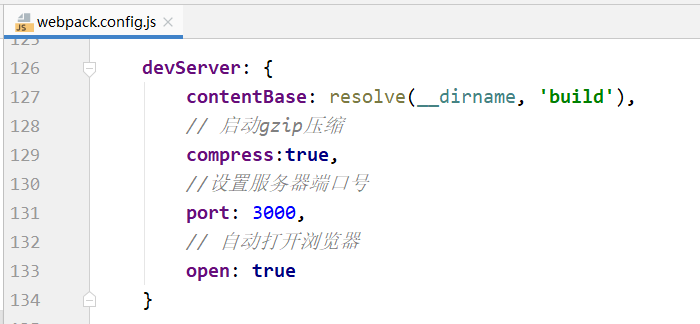 webpack.config.js
125
126 devServer: {
127 contentBase: resolve(__dirname, 'build'),
128 // 启动gzip压缩
129 compress:true,
130 //设置服务器端口号
131 port: 3000,
132 // 自动打开浏览器
133 open: true
134 }